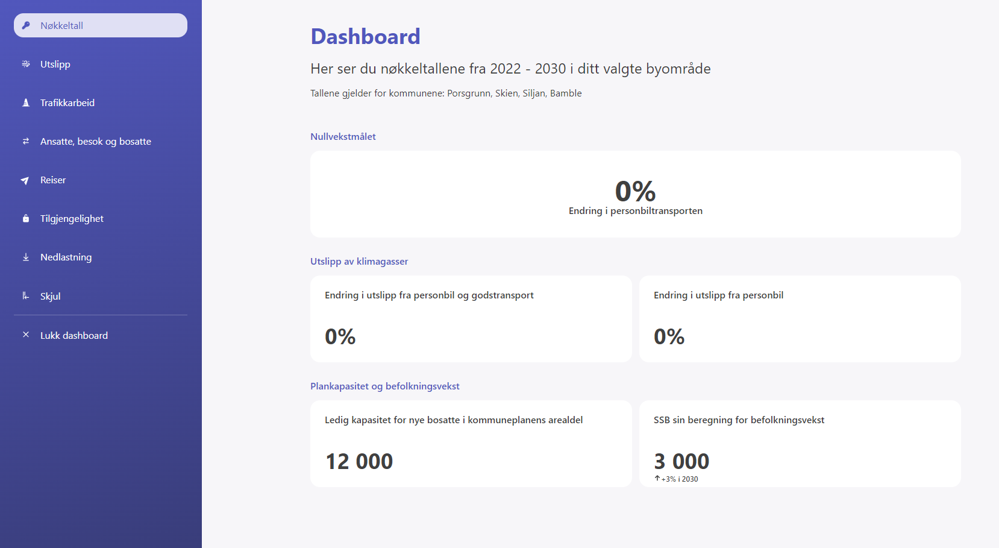 Nøkkeltall
Utslipp
Trafikkarbeid
Ansatte, besok og bosatte
Reiser
Tilgjengelighet
Nedlastning
Skjul
Lukk dashboard
Dashboard
Her ser du nøkkeltallene fra 2022 - 2030 i ditt valgte byområde
Tallene gjelder for kommunene: Porsgrunn, Skien, Siljan, Bamble
Nullvekstmålet
0%
Endring i personbiltransporten
Utslipp av klimagasser
Endring i utslipp fra personbil og godstransport
0%
Endring i utslipp fra personbil
0%
Plankapasitet og befolkningsvekst
Ledig kapasitet for nye bosatte i kommuneplanens arealdel
12 000
SSB sin beregning for befolkningsvekst
3 000
+3% i 2030